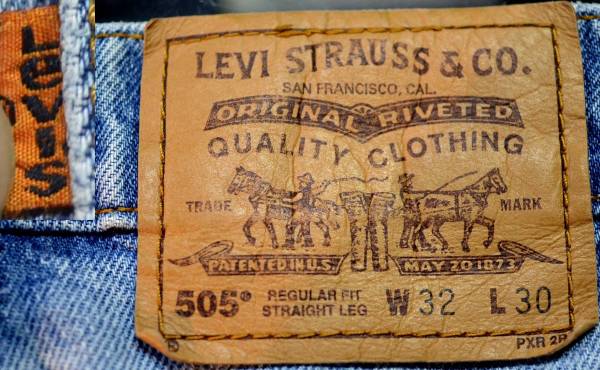 LEVI'S
LEVI STRAUSS & CO.
SAN FRANCISCO, CAL.
ORIGINAL RIVETED
QUALITY CLOTHING
TRADE MARK
PATENTED IN U.S. MAY 20 1873
505® REGULAR FIT W 32 L 30
STRAIGHT LEG
PXR 2P